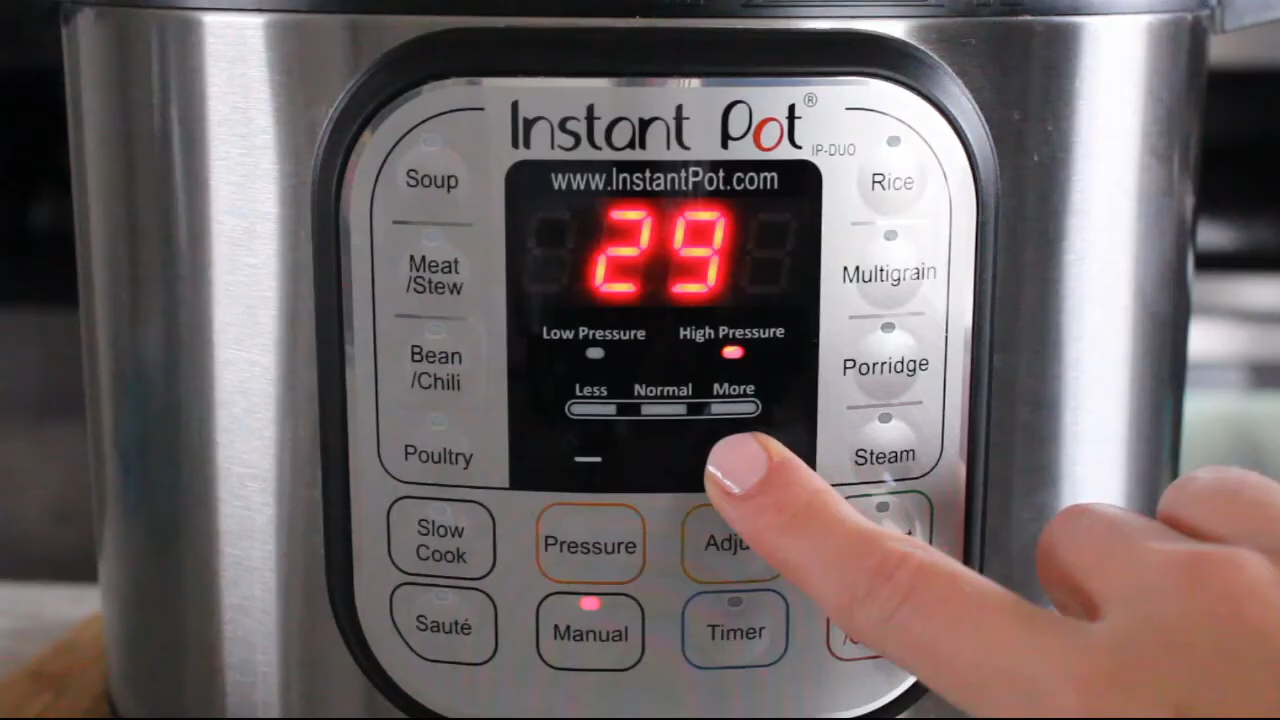 Instant Pot®
IP-DUO
www.InstantPot.com
29
Low Pressure
High Pressure
Less
Normal
More
Soup
Meat
/Stew
Bean
/Chili
Poultry
Rice
Multigrain
Porridge
Steam
Slow
Cook
Pressure
Sauté
Manual
Timer